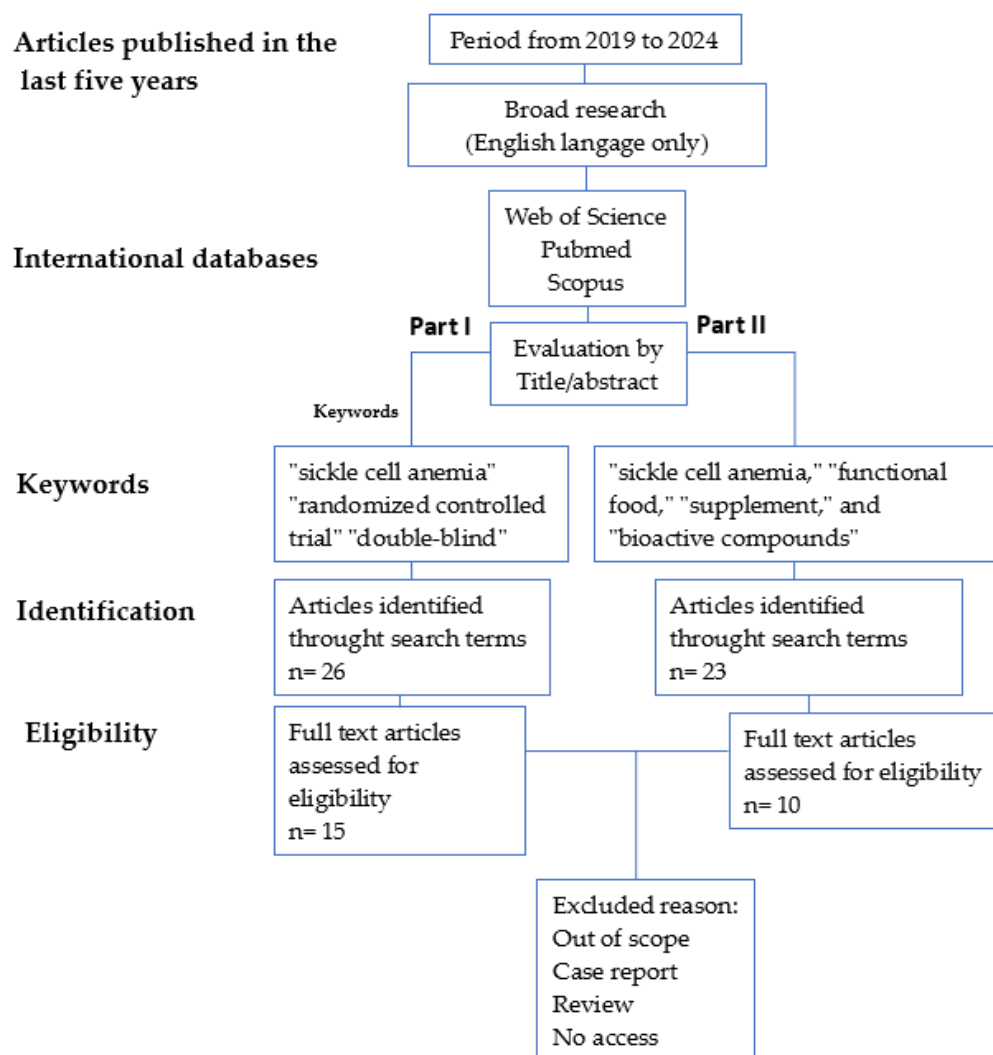 Articles published in the
last five years
Period from 2019 to 2024
Broad research
(English langage only)
International databases
Web of Science
Pubmed
Scopus
Part I
Part II
Evaluation by
Title/abstract
Keywords
Keywords
"sickle cell anemia"
"randomized controlled
trial" "double-blind"
"sickle cell anemia," "functional
food," "supplement," and
"bioactive compounds"
Identification
Articles identified
throught search terms
n= 26
Articles identified
throught search terms
n= 23
Eligibility
Full text articles
assessed for
eligibility
n= 15
Full text articles
assessed for eligibility
n= 10
Excluded reason:
Out of scope
Case report
Review
No access